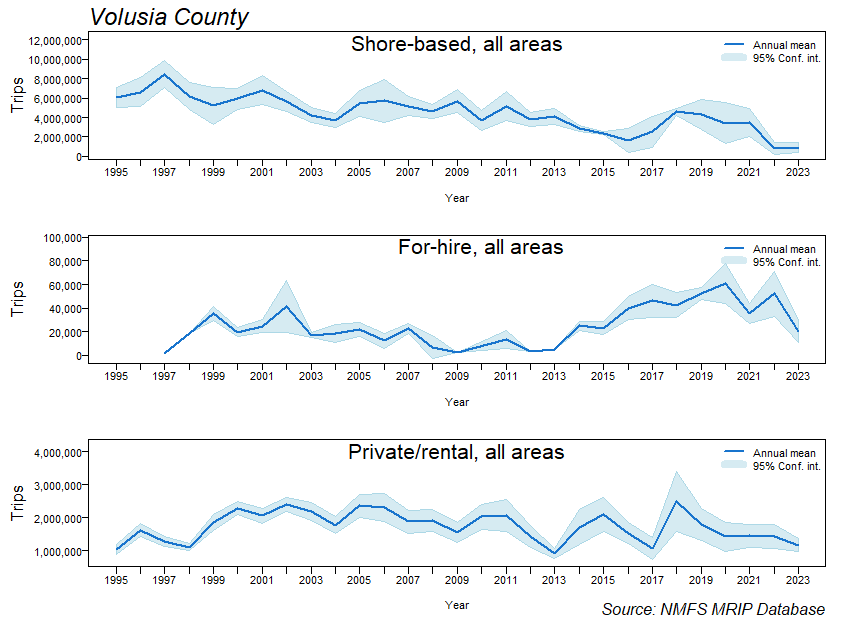 Volusia County
Shore-based, all areas
Annual mean
95% Conf. int.
Trips
12,000,000
10,000,000
8,000,000
6,000,000
4,000,000
2,000,000
0
1995 1997 1999 2001 2003 2005 2007 2009 2011 2013 2015 2017 2019 2021 2023
Year
For-hire, all areas
Annual mean
95% Conf. int.
Trips
100,000
80,000
60,000
40,000
20,000
0
1995 1997 1999 2001 2003 2005 2007 2009 2011 2013 2015 2017 2019 2021 2023
Year
Private/rental, all areas
Annual mean
95% Conf. int.
Trips
4,000,000
3,000,000
2,000,000
1,000,000
1995 1997 1999 2001 2003 2005 2007 2009 2011 2013 2015 2017 2019 2021 2023
Year
Source: NMFS MRIP Database